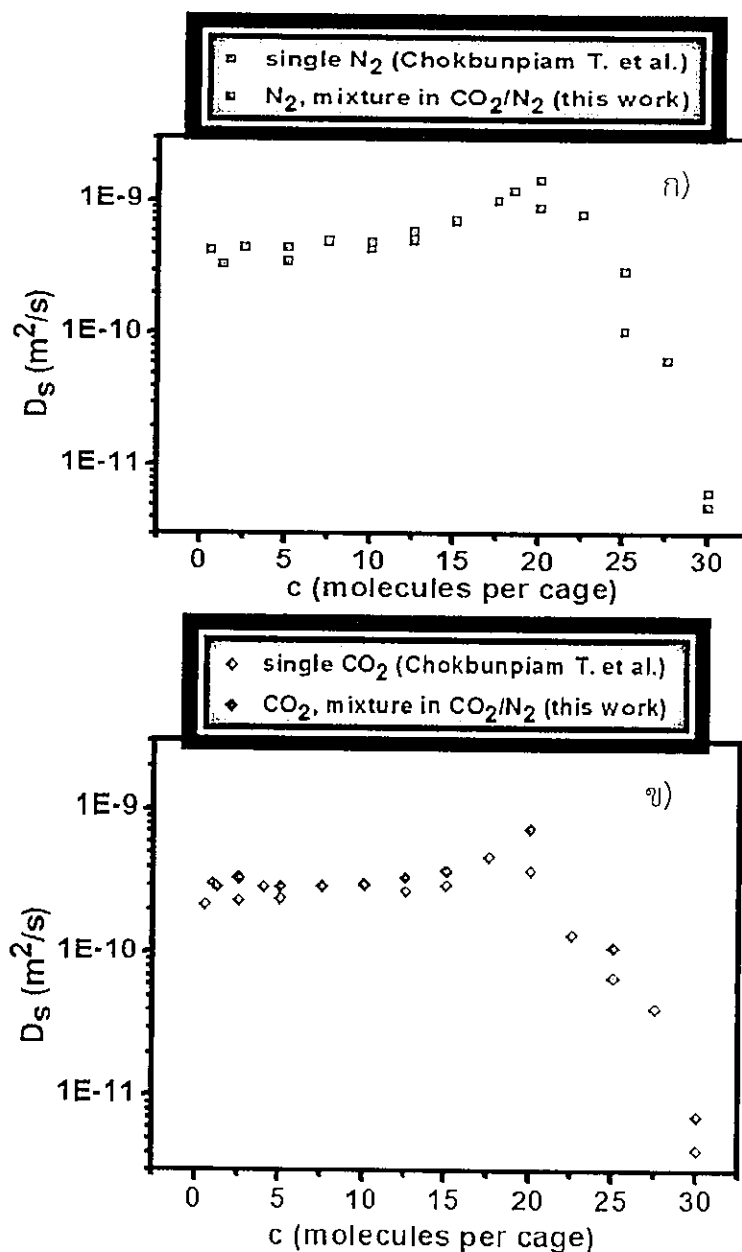 single N₂ (Chokbunpiam T. et al.)
N₂, mixture in CO₂/N₂ (this work)
ก)
1E-9
1E-10
1E-11
Dₛ (m²/s)
0 5 10 15 20 25 30
c (molecules per cage)
single CO₂ (Chokbunpiam T. et al.)
CO₂, mixture in CO₂/N₂ (this work)
ข)
1E-9
1E-10
1E-11
Dₛ (m²/s)
0 5 10 15 20 25 30
c (molecules per cage)